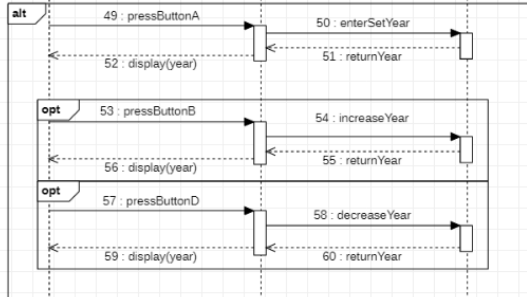 alt
49 : pressButtonA
50 : enterSetYear
51 : returnYear
52 : display(year)
opt
53 : pressButtonB
54 : increaseYear
55 : returnYear
56 : display(year)
opt
57 : pressButtonD
58 : decreaseYear
59 : display(year)
60 : returnYear